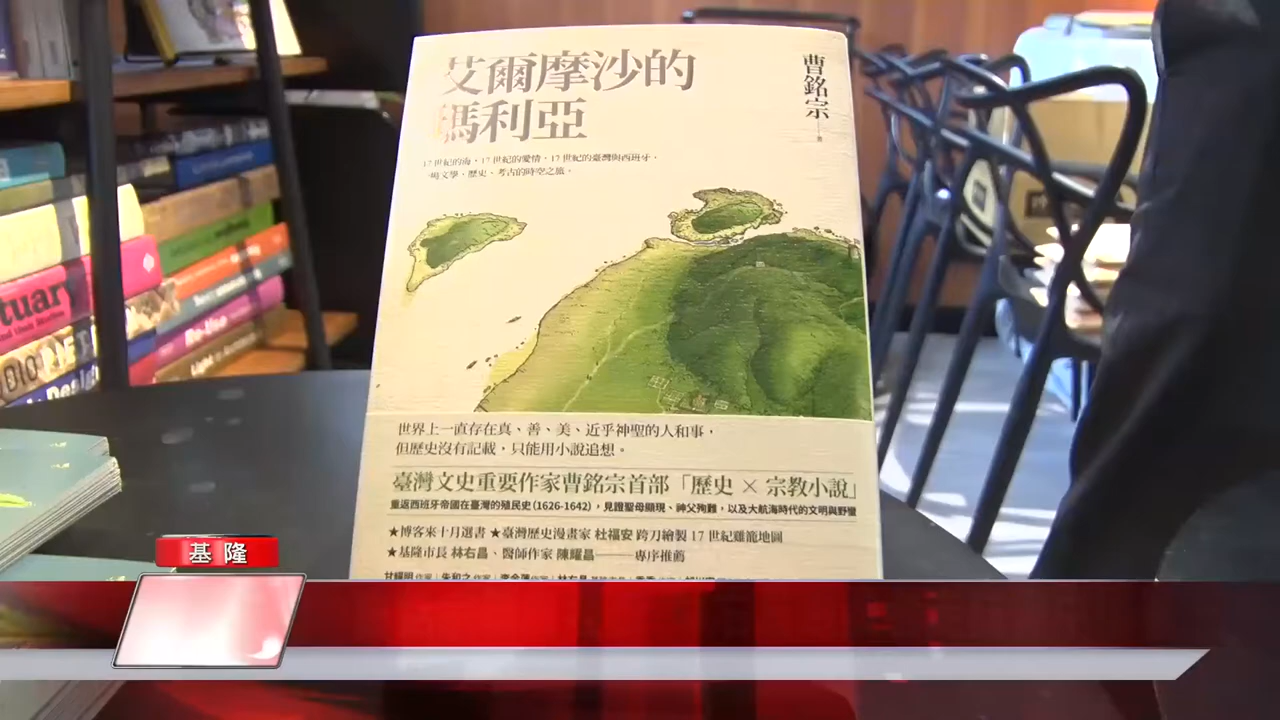 艾爾摩沙的
瑪利亞
曹銘宗
17世紀的海,17世紀的愛情,17世紀的臺灣與西班牙,
文學、歷史、考古的時空之旅。
世界上一直存在真、善、美、近乎神聖的人和事,
但歷史沒有記載,只能用小說追想。
臺灣文史重要作家曹銘宗首部「歷史 × 宗教小說」
重返西班牙帝國在臺灣的殖民史(1626-1642),見證聖母顯現、神父殉難,以及大航海時代的文明與野蠻
★博客來十月選書 ★臺灣歷史漫畫家 杜福安 跨刀繪製 17 世紀雞籠地圖
★基隆市長 林右昌、醫師作家 陳耀昌——專序推薦
tuary
Re-Use
Light
Design
基隆